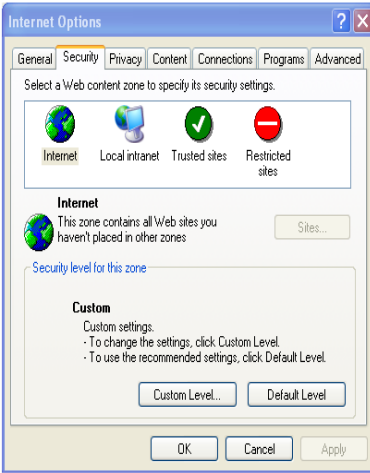 Internet Options
General Security Privacy Content Connections Programs Advanced
Select a Web content zone to specify its security settings.
Internet Local intranet Trusted sites Restricted
sites
Internet
This zone contains all Web sites you
haven't placed in other zones
Sites...
Security level for this zone
Custom
Custom settings.
- To change the settings, click Custom Level.
- To use the recommended settings, click Default Level.
Custom Level... Default Level
OK Cancel Apply